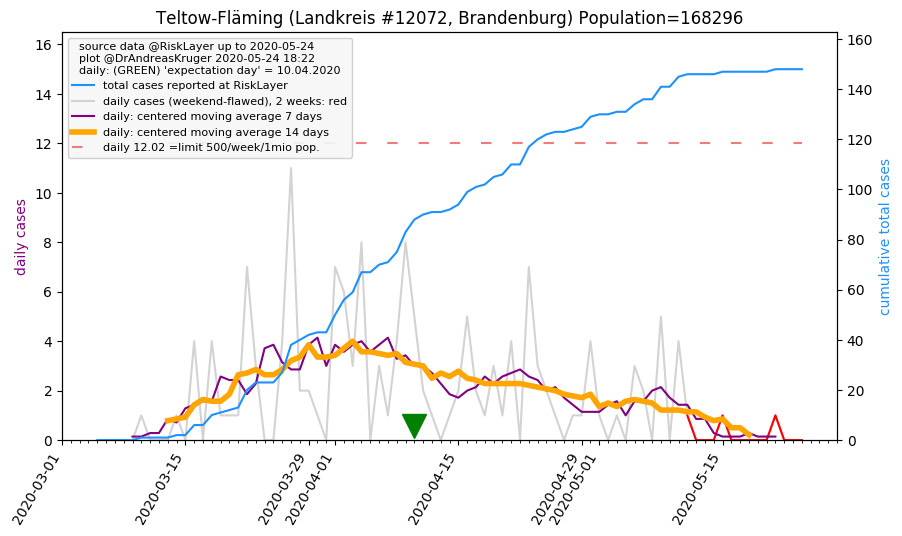 Teltow-Fläming (Landkreis #12072, Brandenburg) Population=168296
source data @RiskLayer up to 2020-05-24
plot @DrAndreasKruger 2020-05-24 18:22
daily: (GREEN) 'expectation day' = 10.04.2020
total cases reported at RiskLayer
daily cases (weekend-flawed), 2 weeks: red
daily: centered moving average 7 days
daily: centered moving average 14 days
daily 12.02 =limit 500/week/1mio pop.
daily cases
16
14
12
10
8
6
4
2
0
cumulative total cases
160
140
120
100
80
60
40
20
0
2020-03-01
2020-03-15
2020-03-29
2020-04-01
2020-04-15
2020-04-29
2020-05-01
2020-05-15